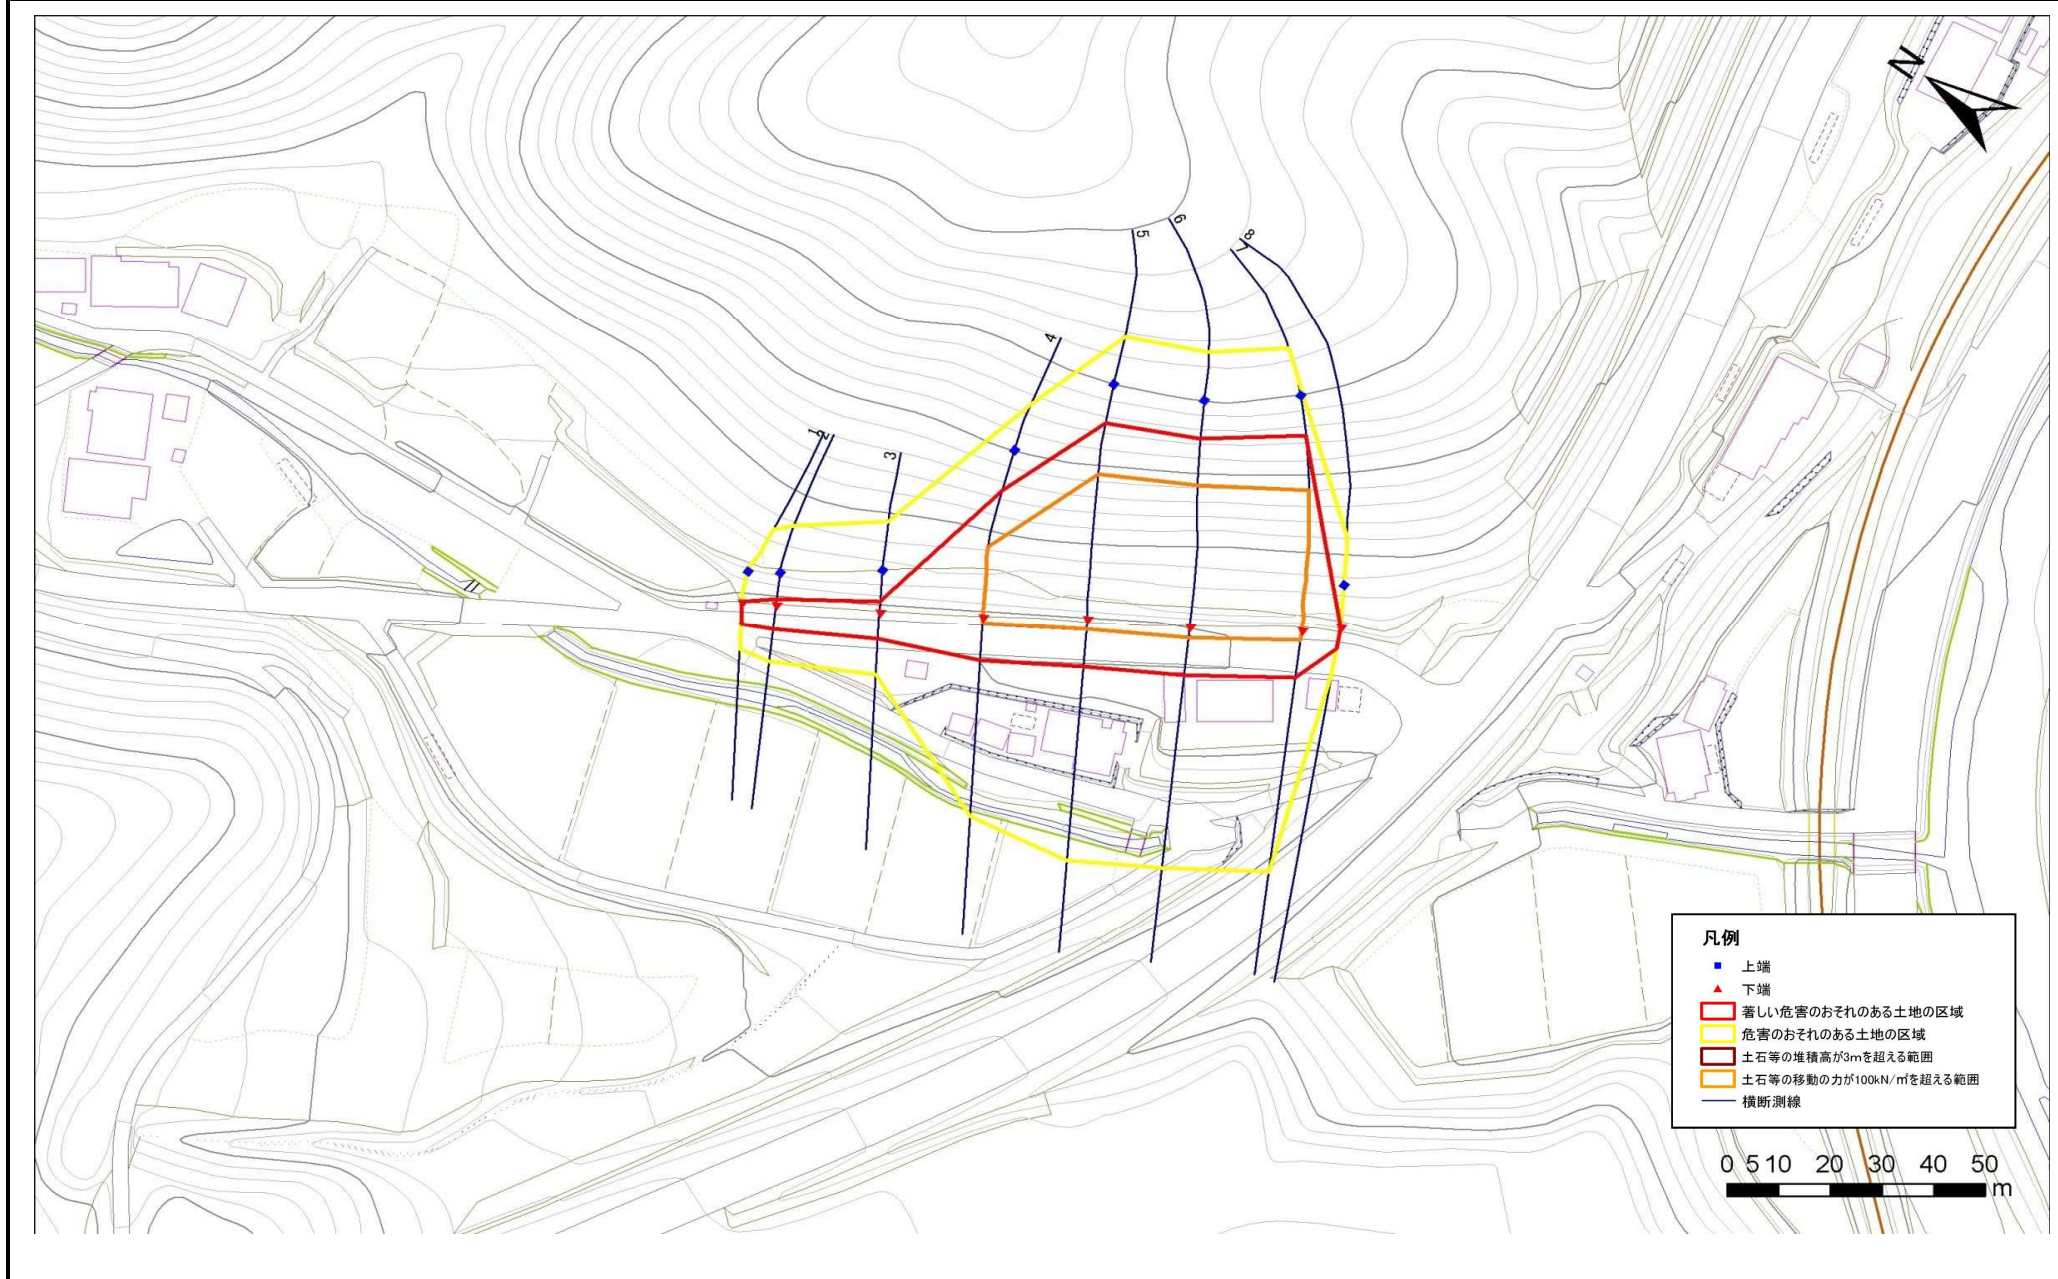 N
6
5
8
7
4
1
2
3
凡例
上端
下端
著しい危害のおそれのある土地の区域
危害のおそれのある土地の区域
土石等の堆積高が3mを超える範囲
土石等の移動の力が100kN/㎡を超える範囲
横断測線
0 5 10 20 30 40 50
m